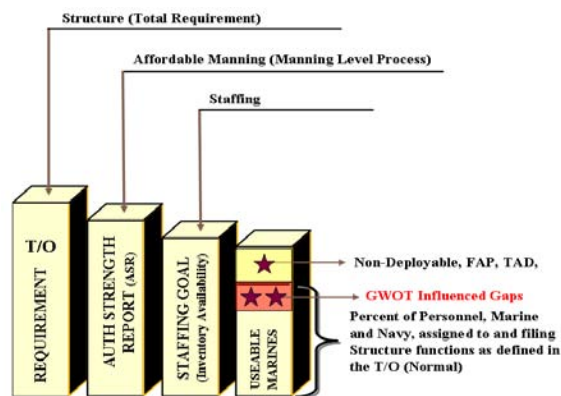 Structure (Total Requirement)
Affordable Manning (Manning Level Process)
Staffing
T/O
REQUIREMENT
AUTH STRENGTH
REPORT (ASR)
STAFFING GOAL
(Inventory Availability)
USEABLE
MARINES
Non-Deployable, FAP, TAD,
GWOT Influenced Gaps
Percent of Personnel, Marine
and Navy, assigned to and filing
Structure functions as defined in
the T/O (Normal)